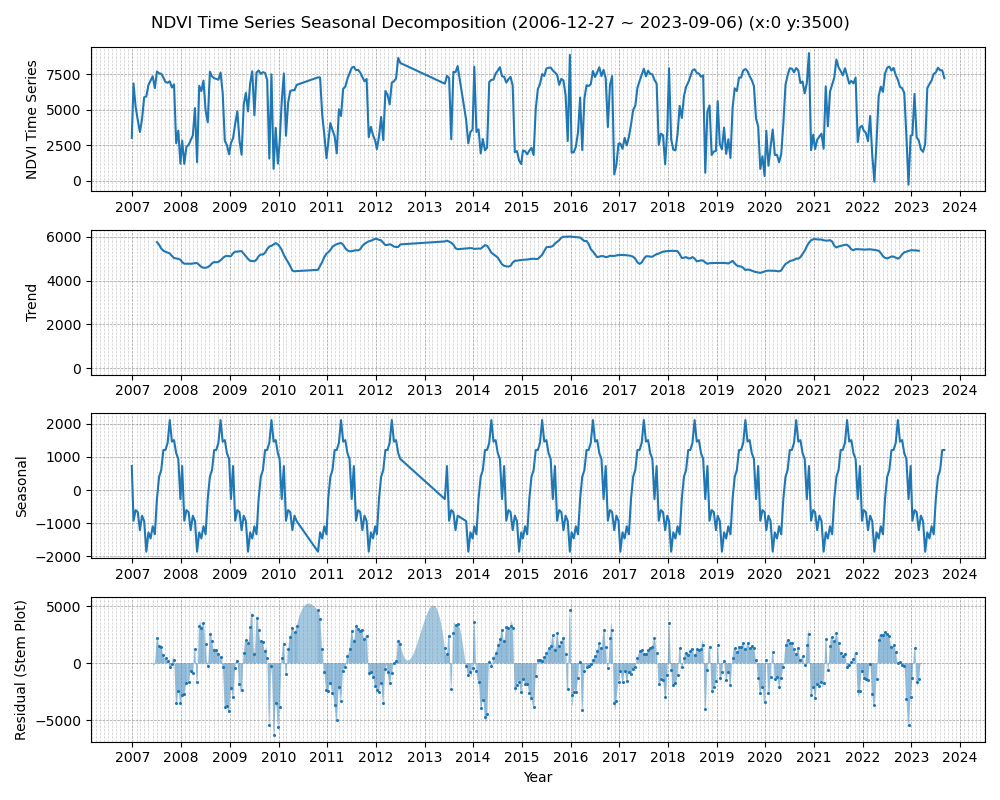 NDVI Time Series Seasonal Decomposition (2006-12-27 ~ 2023-09-06) (x:0 y:3500)
NDVI Time Series
7500
5000
2500
0
2007 2008 2009 2010 2011 2012 2013 2014 2015 2016 2017 2018 2019 2020 2021 2022 2023 2024
Trend
6000
4000
2000
0
2007 2008 2009 2010 2011 2012 2013 2014 2015 2016 2017 2018 2019 2020 2021 2022 2023 2024
Seasonal
2000
1000
0
−1000
−2000
2007 2008 2009 2010 2011 2012 2013 2014 2015 2016 2017 2018 2019 2020 2021 2022 2023 2024
Residual (Stem Plot)
5000
0
−5000
2007 2008 2009 2010 2011 2012 2013 2014 2015 2016 2017 2018 2019 2020 2021 2022 2023 2024
Year